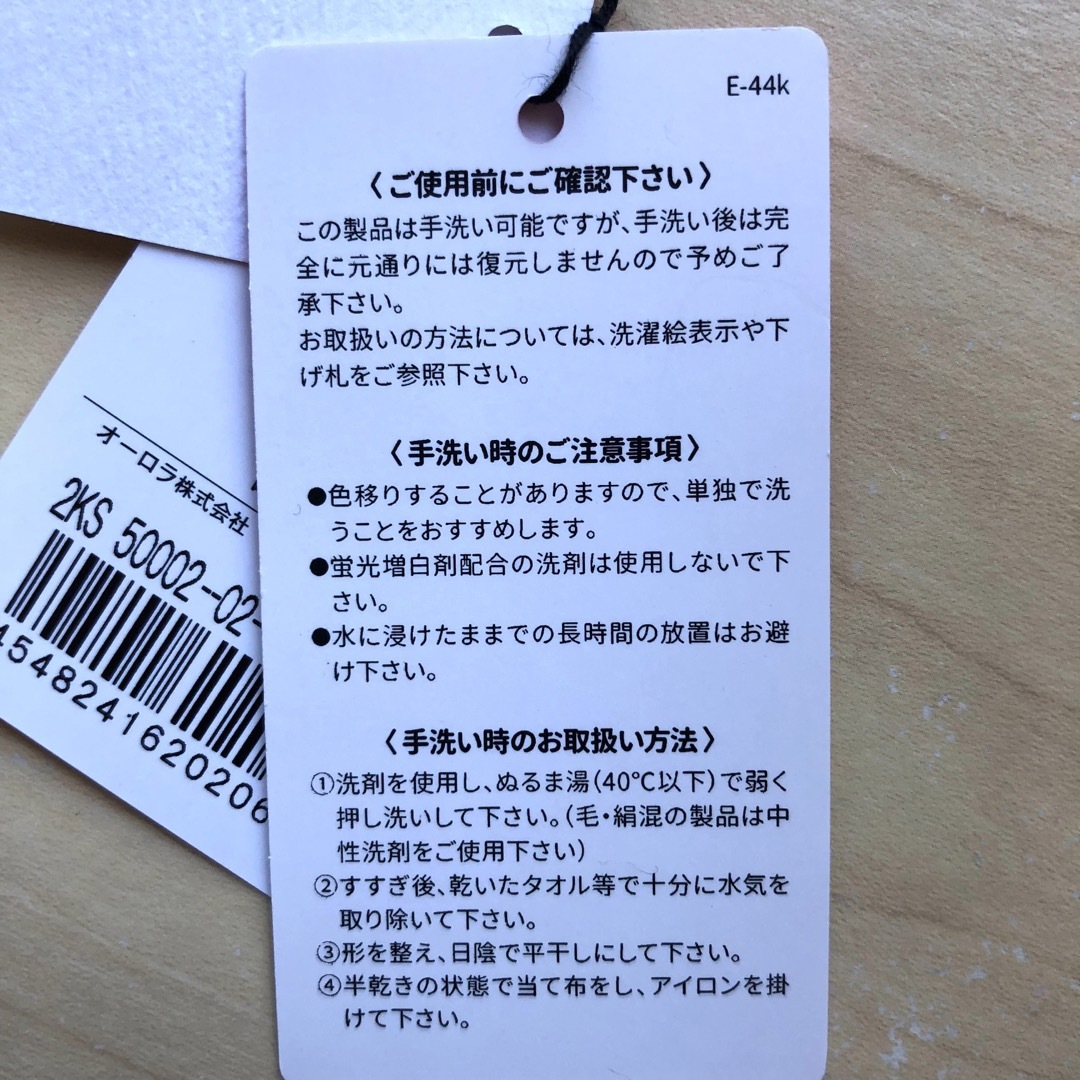 E-44k
〈ご使用前にご確認下さい〉
この製品は手洗い可能ですが、手洗い後は完
全に元通りには復元しませんので予めご了
承下さい。
お取扱いの方法については、洗濯絵表示や下
げ札をご参照下さい。
〈手洗い時のご注意事項〉
●色移りすることがありますので、単独で洗
うことをおすすめします。
●蛍光増白剤配合の洗剤は使用しないで下
さい。
●水に浸けたままでの長時間の放置はお避
け下さい。
〈手洗い時のお取扱い方法〉
①洗剤を使用し、ぬるま湯(40℃以下)で弱く
押し洗いして下さい。(毛・絹混の製品は中
性洗剤をご使用下さい)
②すすぎ後、乾いたタオル等で十分に水気を
取り除いて下さい。
③形を整え、日陰で平干しにして下さい。
④半乾きの状態で当て布をし、アイロンを掛
けて下さい。
オーロラ株式会社
2KS 50002-02-
4548241620206